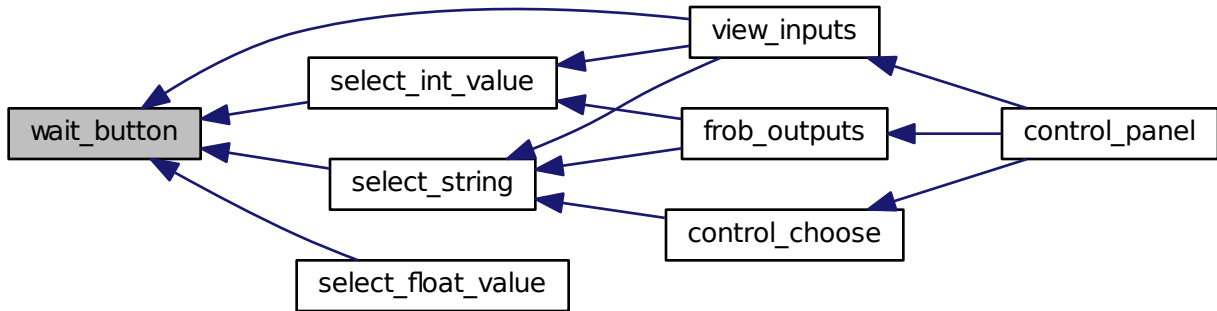 view_inputs
select_int_value
wait_button
frob_outputs
control_panel
select_string
control_choose
select_float_value